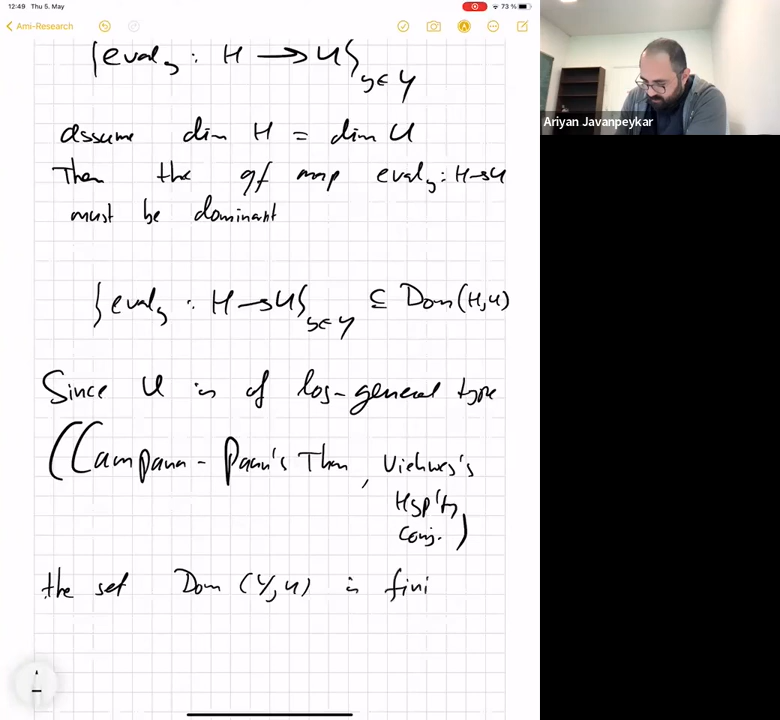 12:49 Thu 5. May
73 %
Ami-Research
Ariyan Javanpeykar
{eval_y : H → U}_{y∈Y}
assume dim H = dim U
Then the of map eval_y : H→U
must be dominant
{eval_y : H→U}_{y∈Y} ⊆ Dom(H,U)
Since U is of log-general type
((Campana - Paun's Thm, Viehweg's
Hyp'ty
Conj.)
the set Dom (Y,U) is fini